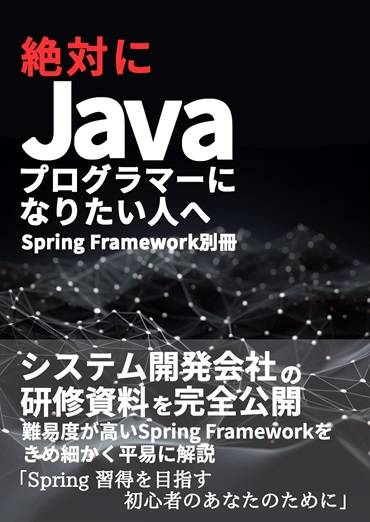 絶対に
Java
プログラマーに
なりたい人へ
Spring Framework別冊
システム開発会社の
研修資料を完全公開
難易度が高いSpring Frameworkを
きめ細かく平易に解説
「Spring 習得を目指す
初心者のあなたのために」